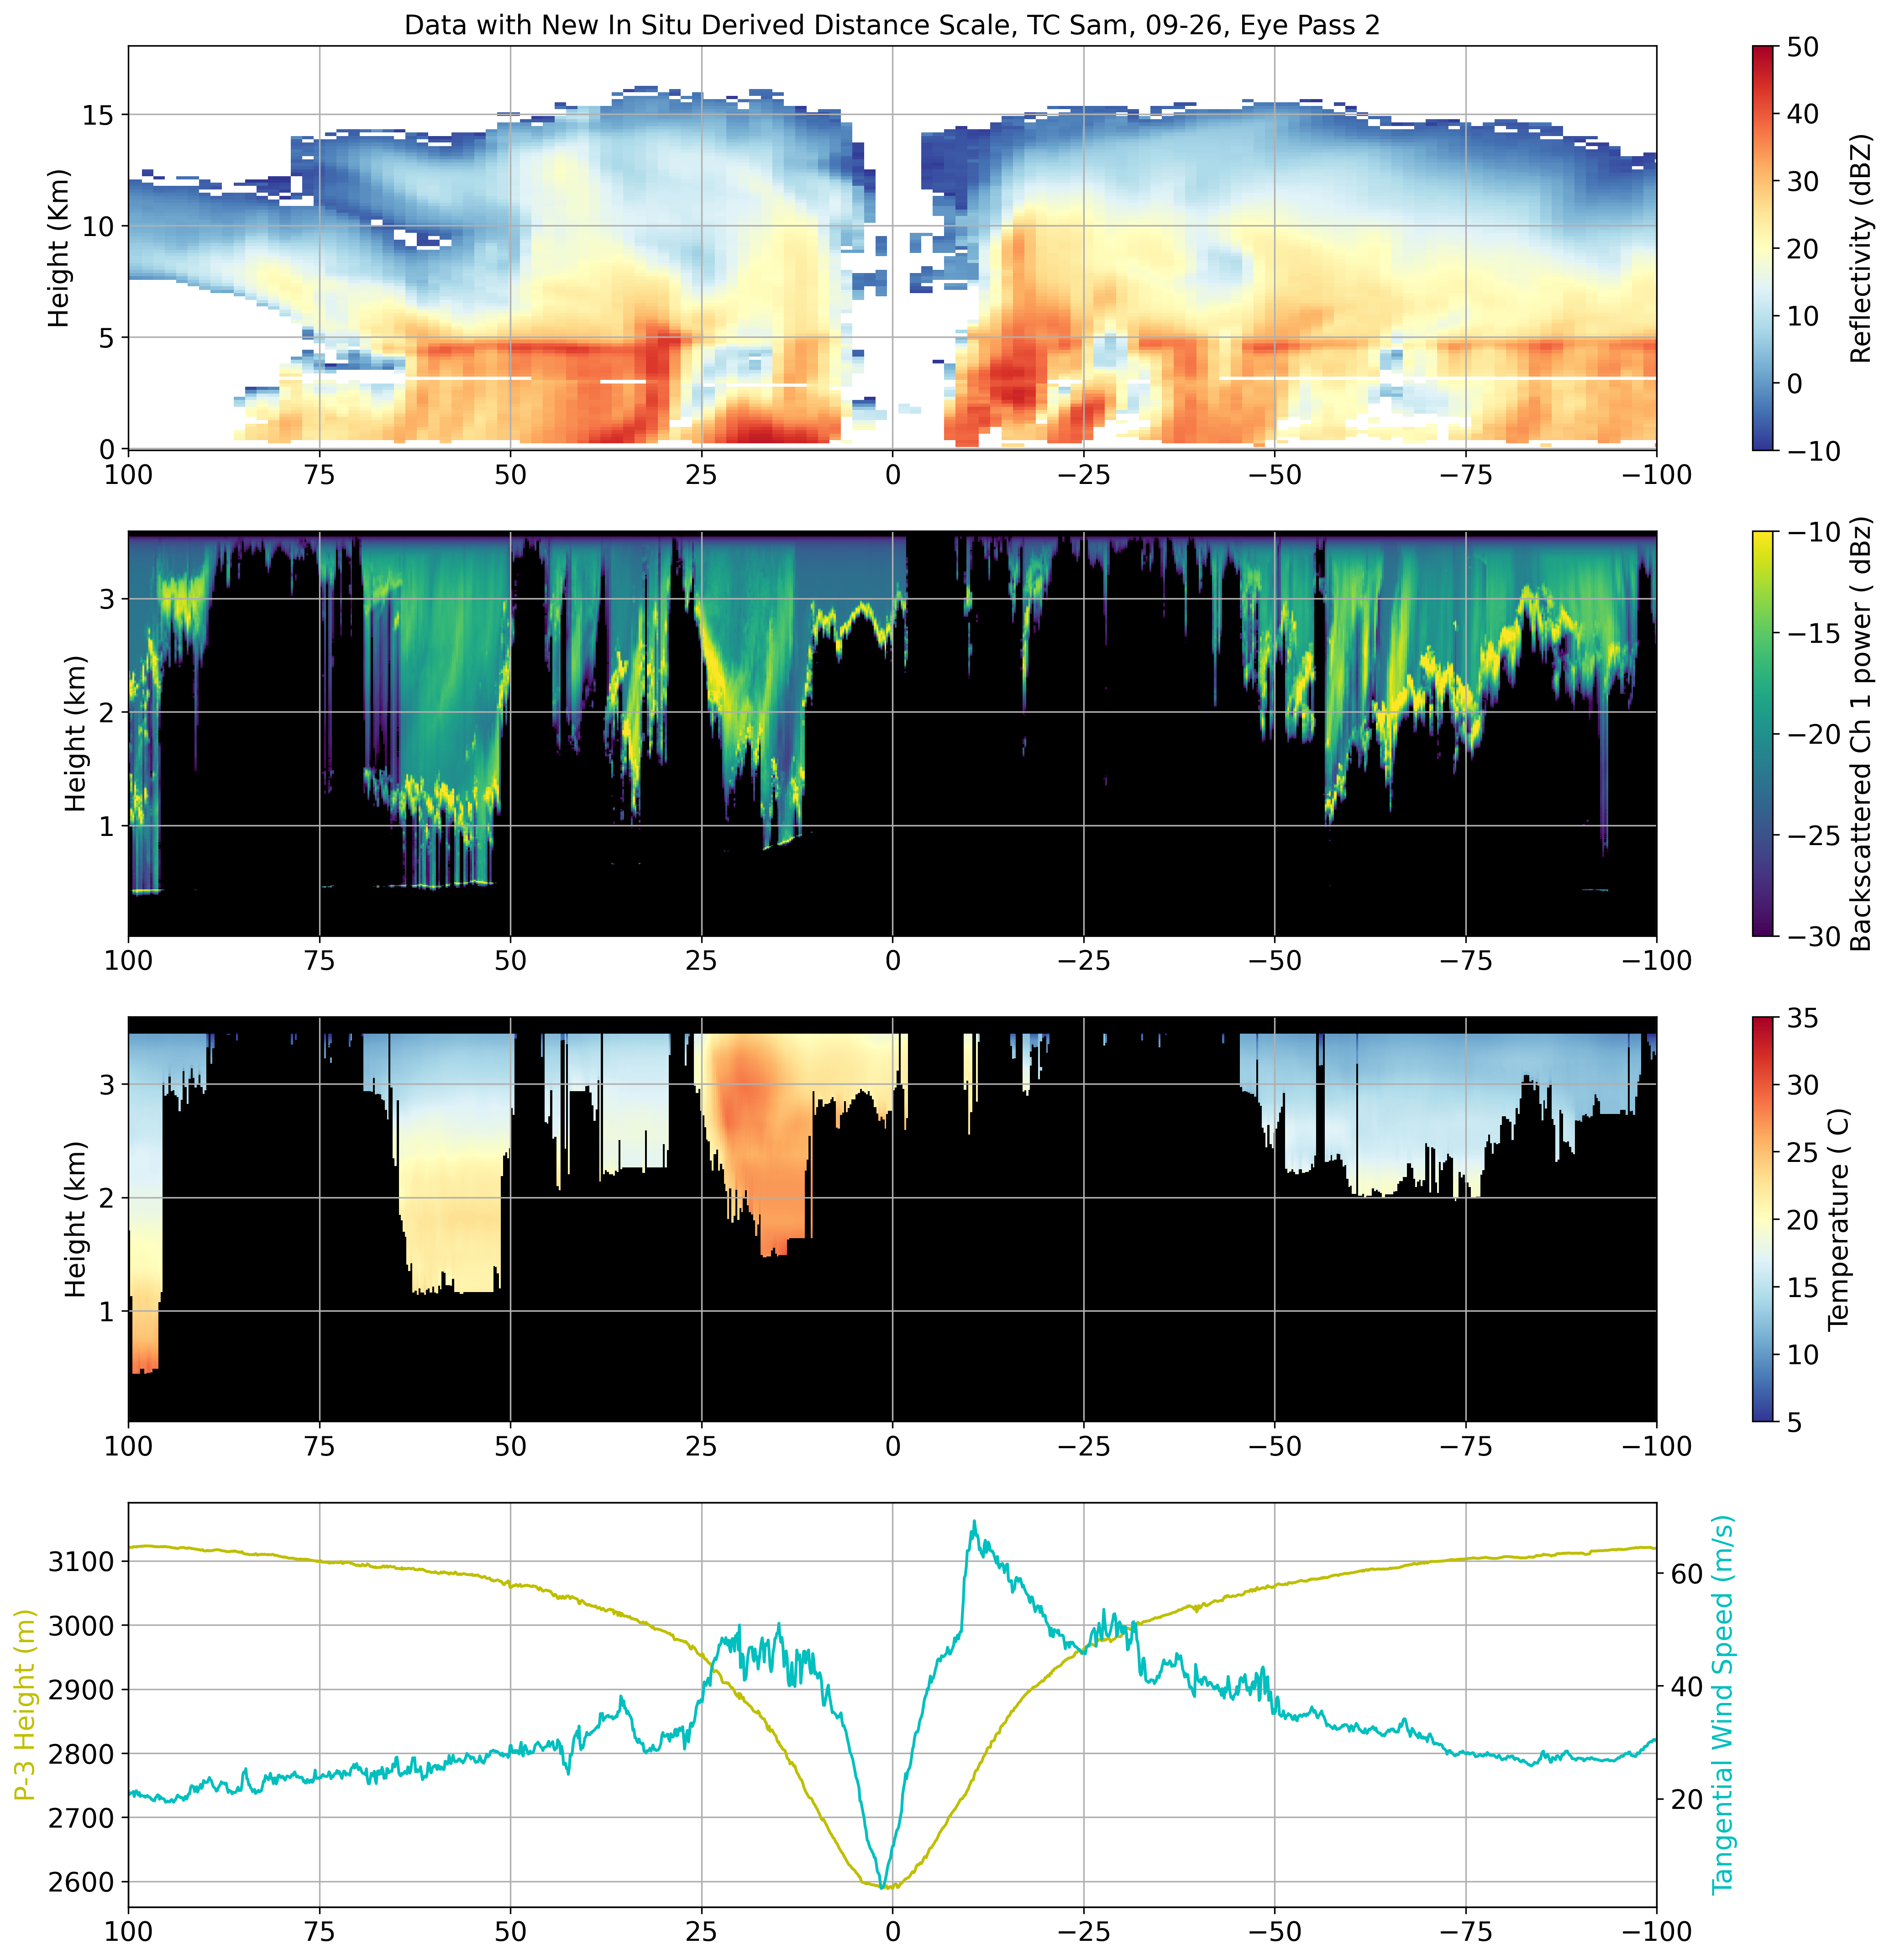 Data with New In Situ Derived Distance Scale, TC Sam, 09-26, Eye Pass 2
Height (Km)
15
10
5
0
100 75 50 25 0 −25 −50 −75 −100
50
40
30
20
10
0
−10
Reflectivity (dBZ)
Height (km)
3
2
1
100 75 50 25 0 −25 −50 −75 −100
−10
−15
−20
−25
−30
Backscattered Ch 1 power ( dBz)
Height (km)
3
2
1
100 75 50 25 0 −25 −50 −75 −100
35
30
25
20
15
10
5
Temperature ( C)
P-3 Height (m)
3100
3000
2900
2800
2700
2600
100 75 50 25 0 −25 −50 −75 −100
60
40
20
Tangential Wind Speed (m/s)